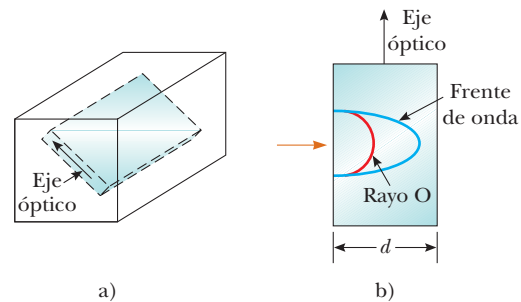 Eje
óptico
a)
Eje
óptico
Frente
de onda
Rayo O
d
b)